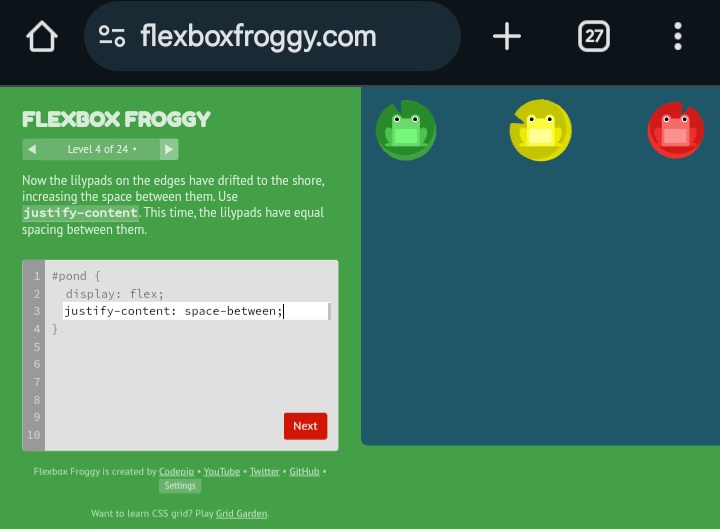 flexboxfroggy.com
27
FLEXBOX FROGGY
Level 4 of 24
Now the lilypads on the edges have drifted to the shore,
increasing the space between them. Use
justify-content. This time, the lilypads have equal
spacing between them.
1 #pond {
2 display: flex;
3 justify-content: space-between;
4 }
5
6
7
8
9
10
Next
Flexbox Froggy is created by Codepip • YouTube • Twitter • GitHub •
Settings
Want to learn CSS grid? Play Grid Garden.